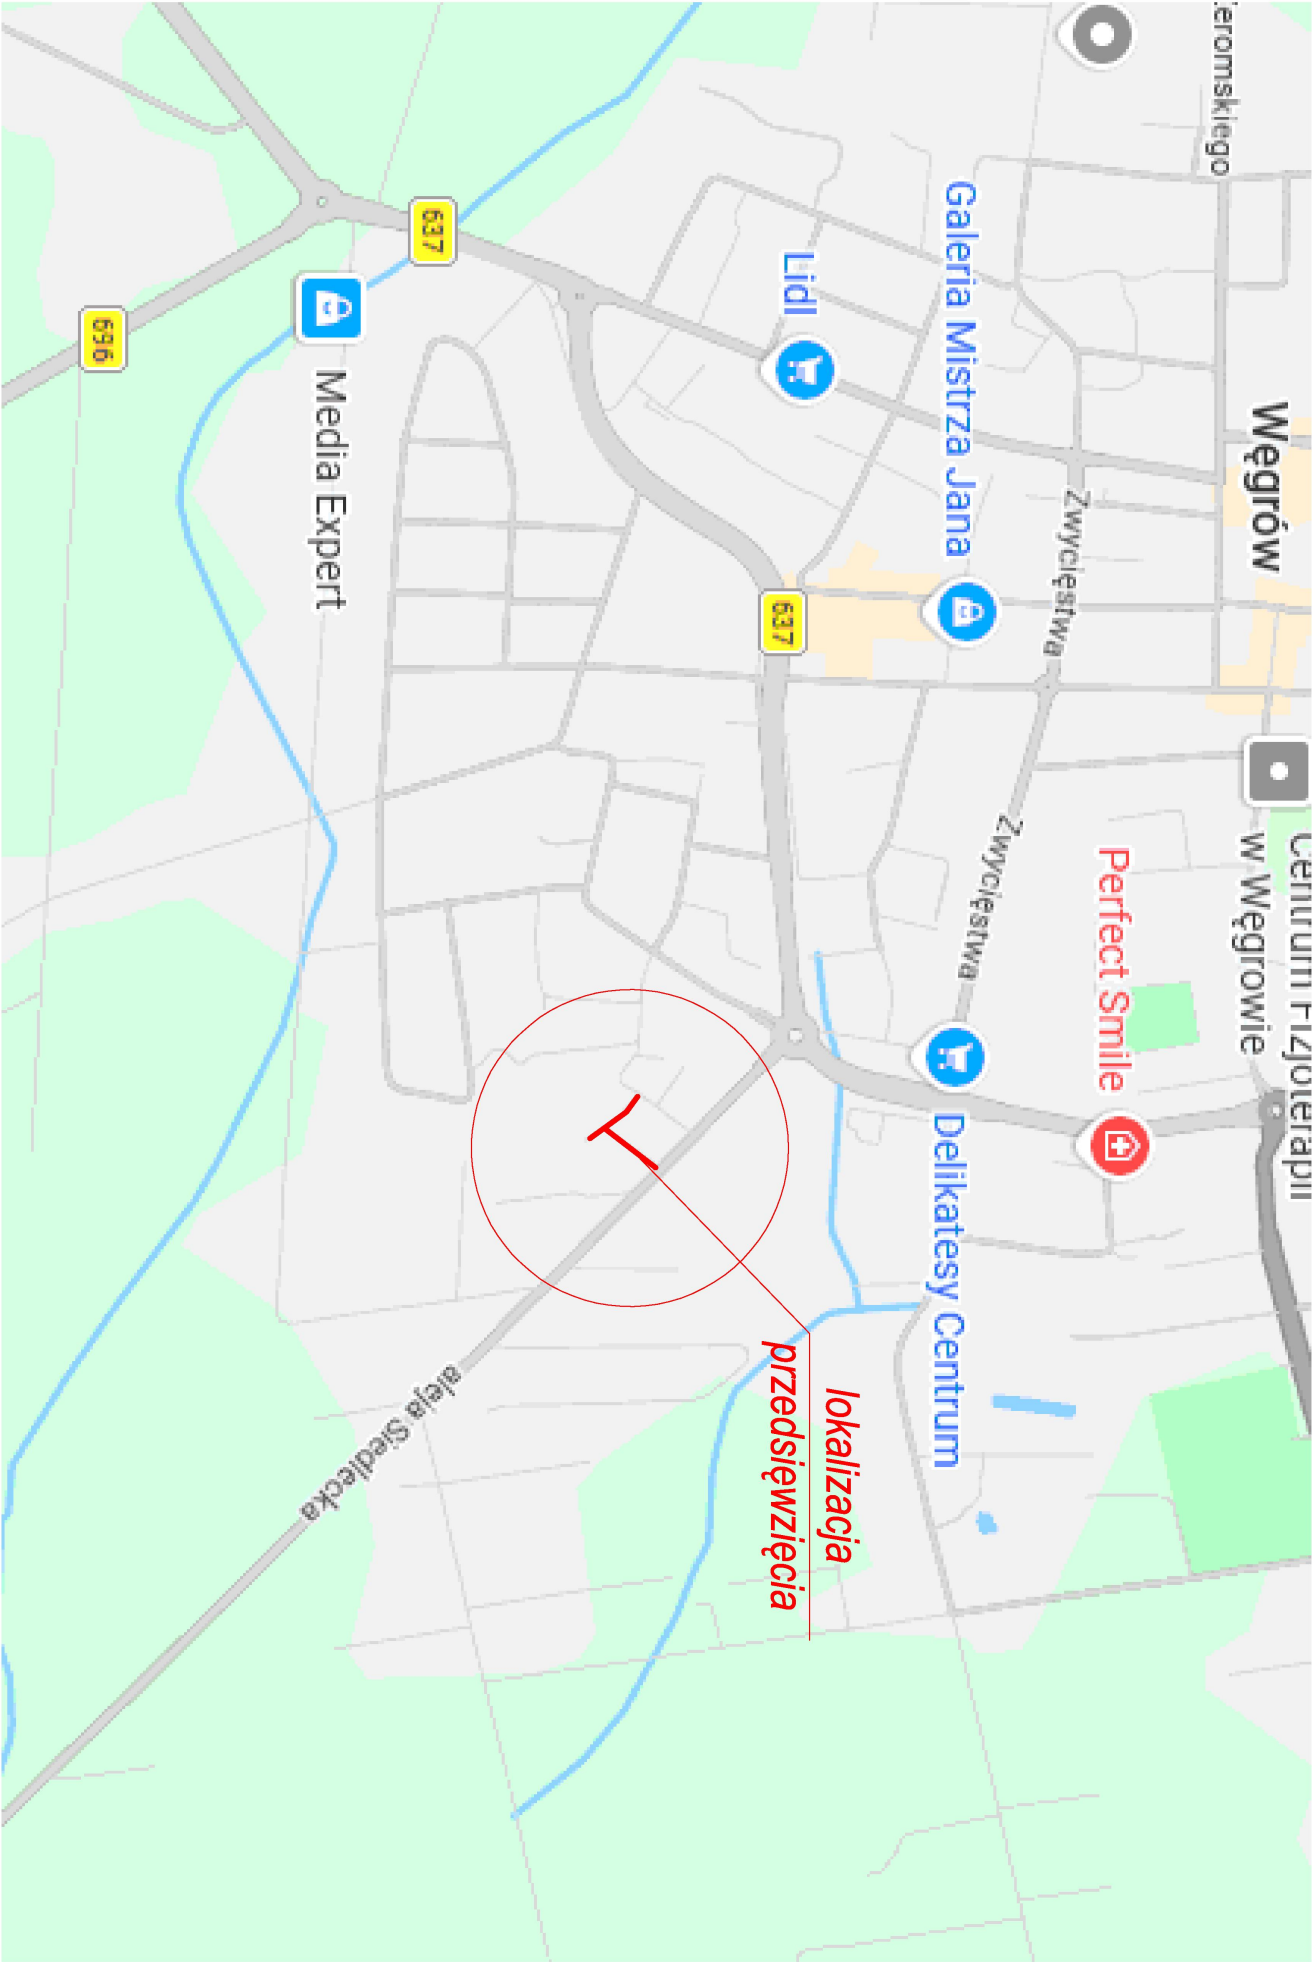 Centrum Fizjoterapii
w Węgrowie
Węgrów
eromskiego
Perfect Smile
Zwycięstwa
Zwycięstwa
Galeria Mistrza Jana
Delikatesy Centrum
lokalizacja
przedsięwzięcia
Lidl
637
637
aleja Siedlecka
Media Expert
696